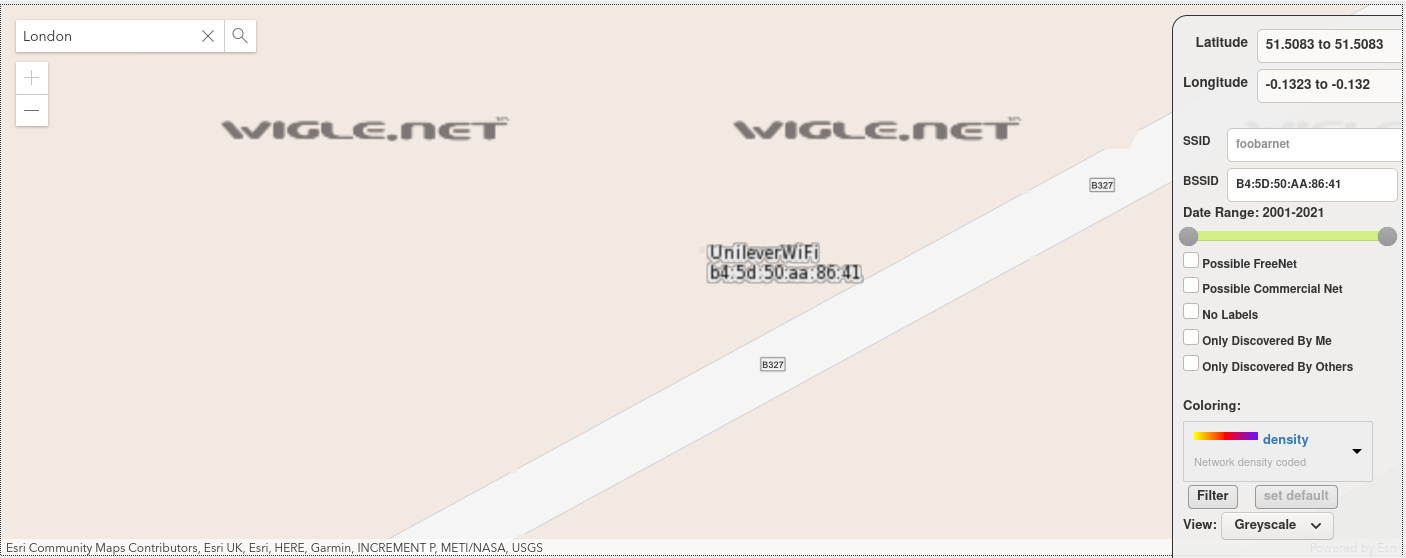 London
WIGLE.NET™
WIGLE.NET™
B327
UnileverWiFi
b4:5d:50:aa:86:41
B327
Esri Community Maps Contributors, Esri UK, Esri, HERE, Garmin, INCREMENT P, METI/NASA, USGS
Latitude
51.5083 to 51.5083
Longitude
-0.1323 to -0.132
SSID
foobarnet
BSSID
B4:5D:50:AA:86:41
Date Range: 2001-2021
Possible FreeNet
Possible Commercial Net
No Labels
Only Discovered By Me
Only Discovered By Others
Coloring:
density
Network density coded
Filter
set default
View:
Greyscale
Powered by Esri